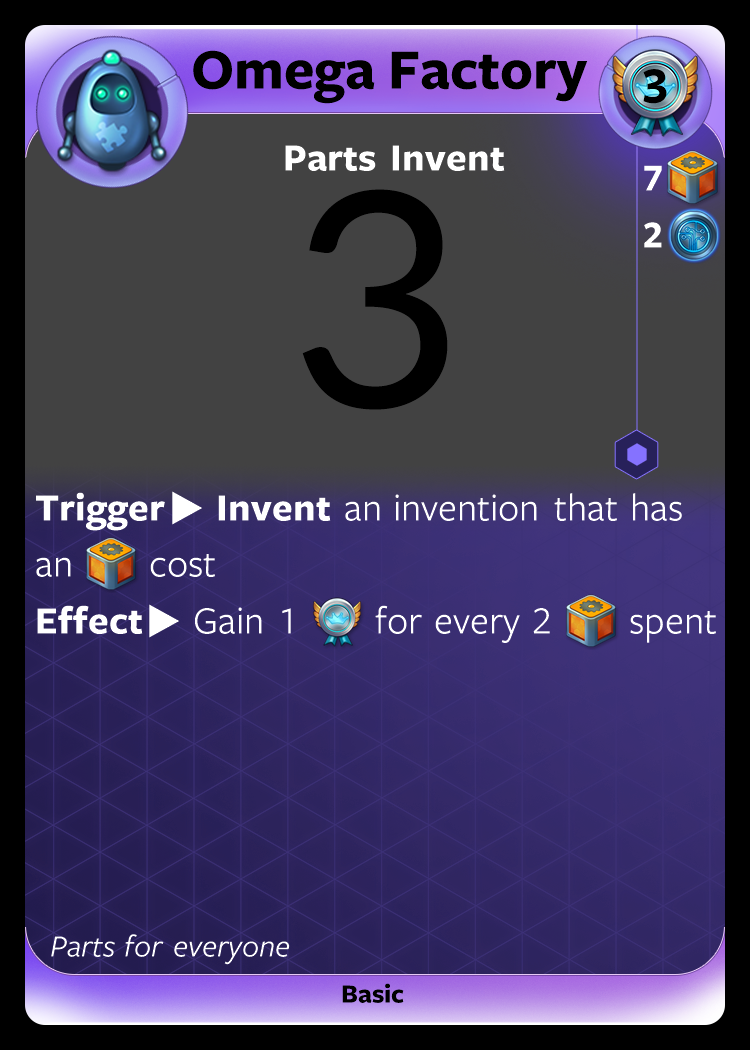 Omega Factory
3
Parts Invent
7
2
3
Trigger▶ Invent an invention that has
an cost
Effect▶ Gain 1 for every 2 spent
Parts for everyone
Basic